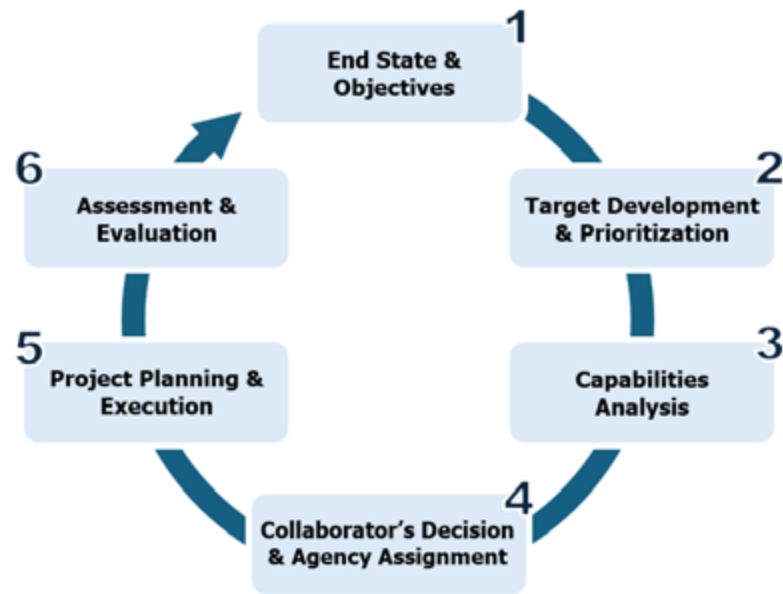 1
End State &
Objectives
2
Target Development
& Prioritization
3
Capabilities
Analysis
4
Collaborator’s Decision
& Agency Assignment
5
Project Planning &
Execution
6
Assessment &
Evaluation